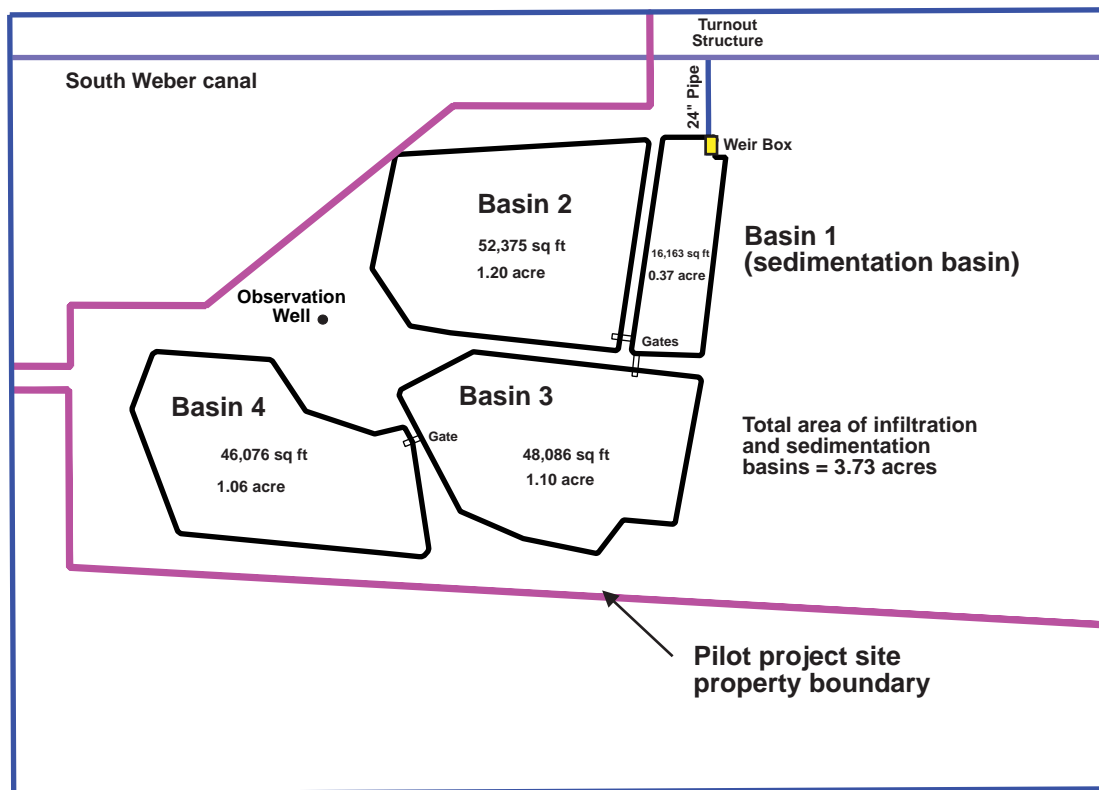 Turnout
Structure
South Weber canal
24" Pipe
Weir Box
Basin 2
52,375 sq ft
1.20 acre
16,163 sq ft
0.37 acre
Basin 1
(sedimentation basin)
Observation
Well
Gates
Basin 4
46,076 sq ft
1.06 acre
Gate
Basin 3
48,086 sq ft
1.10 acre
Total area of infiltration
and sedimentation
basins = 3.73 acres
Pilot project site
property boundary